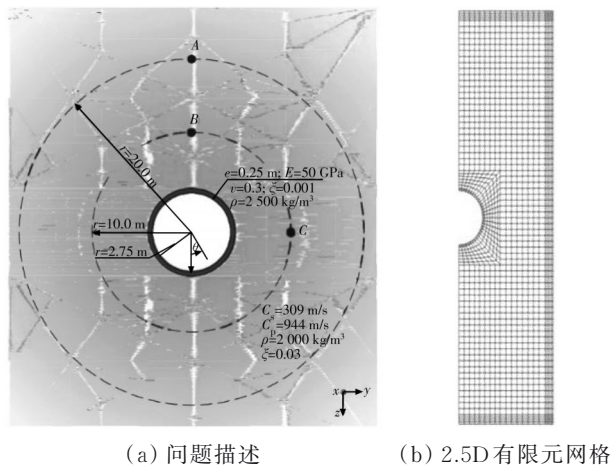 A
B
r=20.0 m
e=0.25 m; E=50 GPa
v=0.3; ξ=0.001
ρ=2 500 kg/m³
r=10.0 m
C
r=2.75 m
Cs=309 m/s
Cp=944 m/s
ρ=2 000 kg/m³
ξ=0.03
x y
z
(a) 问题描述 (b) 2.5D有限元网格